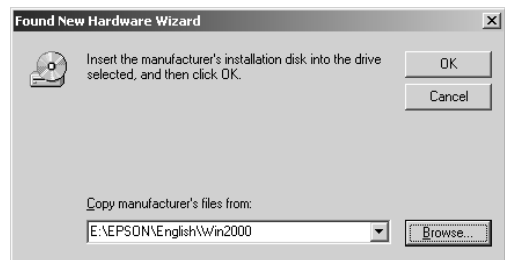 Found New Hardware Wizard
Insert the manufacturer's installation disk into the drive
selected, and then click OK.
OK
Cancel
Copy manufacturer's files from:
E:\EPSON\English\Win2000
Browse...